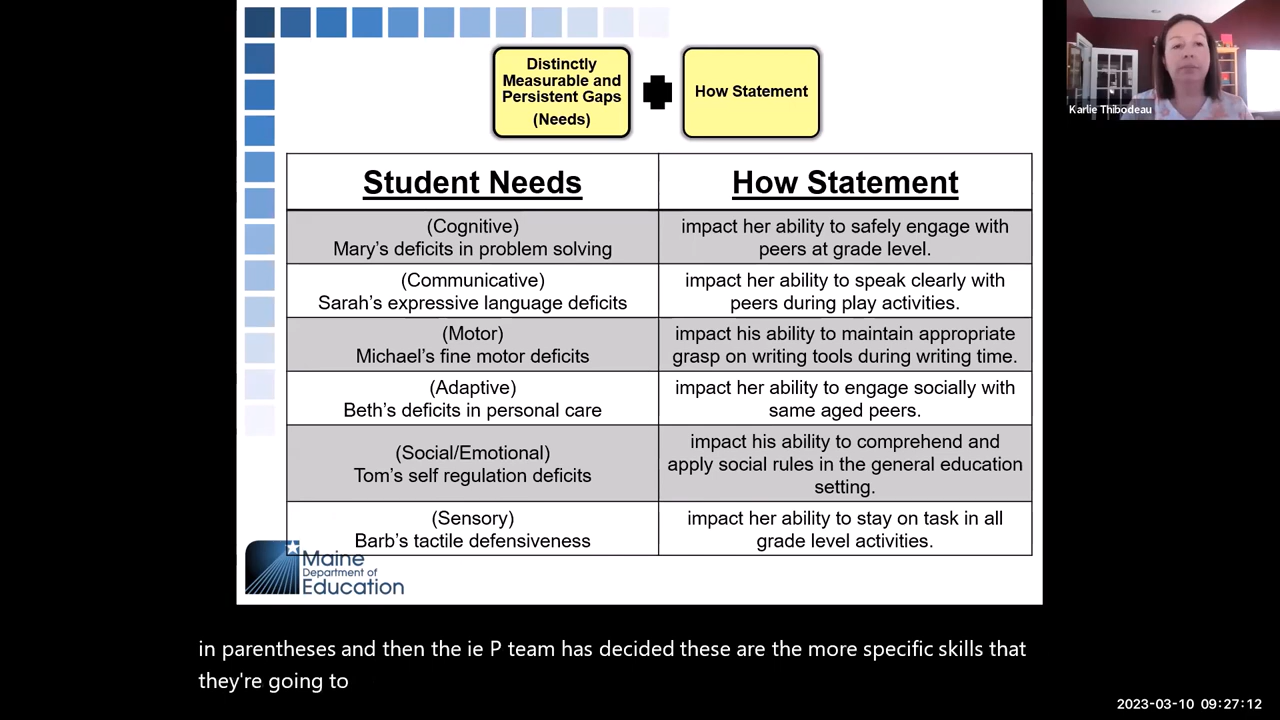 Distinctly
Measurable and
Persistent Gaps
(Needs)
How Statement
Karlie Thibodeau
Student Needs
How Statement
(Cognitive)
Mary's deficits in problem solving
impact her ability to safely engage with
peers at grade level.
(Communicative)
Sarah's expressive language deficits
impact her ability to speak clearly with
peers during play activities.
(Motor)
Michael's fine motor deficits
impact his ability to maintain appropriate
grasp on writing tools during writing time.
(Adaptive)
Beth's deficits in personal care
impact her ability to engage socially with
same aged peers.
(Social/Emotional)
Tom's self regulation deficits
impact his ability to comprehend and
apply social rules in the general education
setting.
(Sensory)
Barb's tactile defensiveness
impact her ability to stay on task in all
grade level activities.
Maine
Department of
Education
in parentheses and then the ie P team has decided these are the more specific skills that
they're going to
2023-03-10 09:27:12